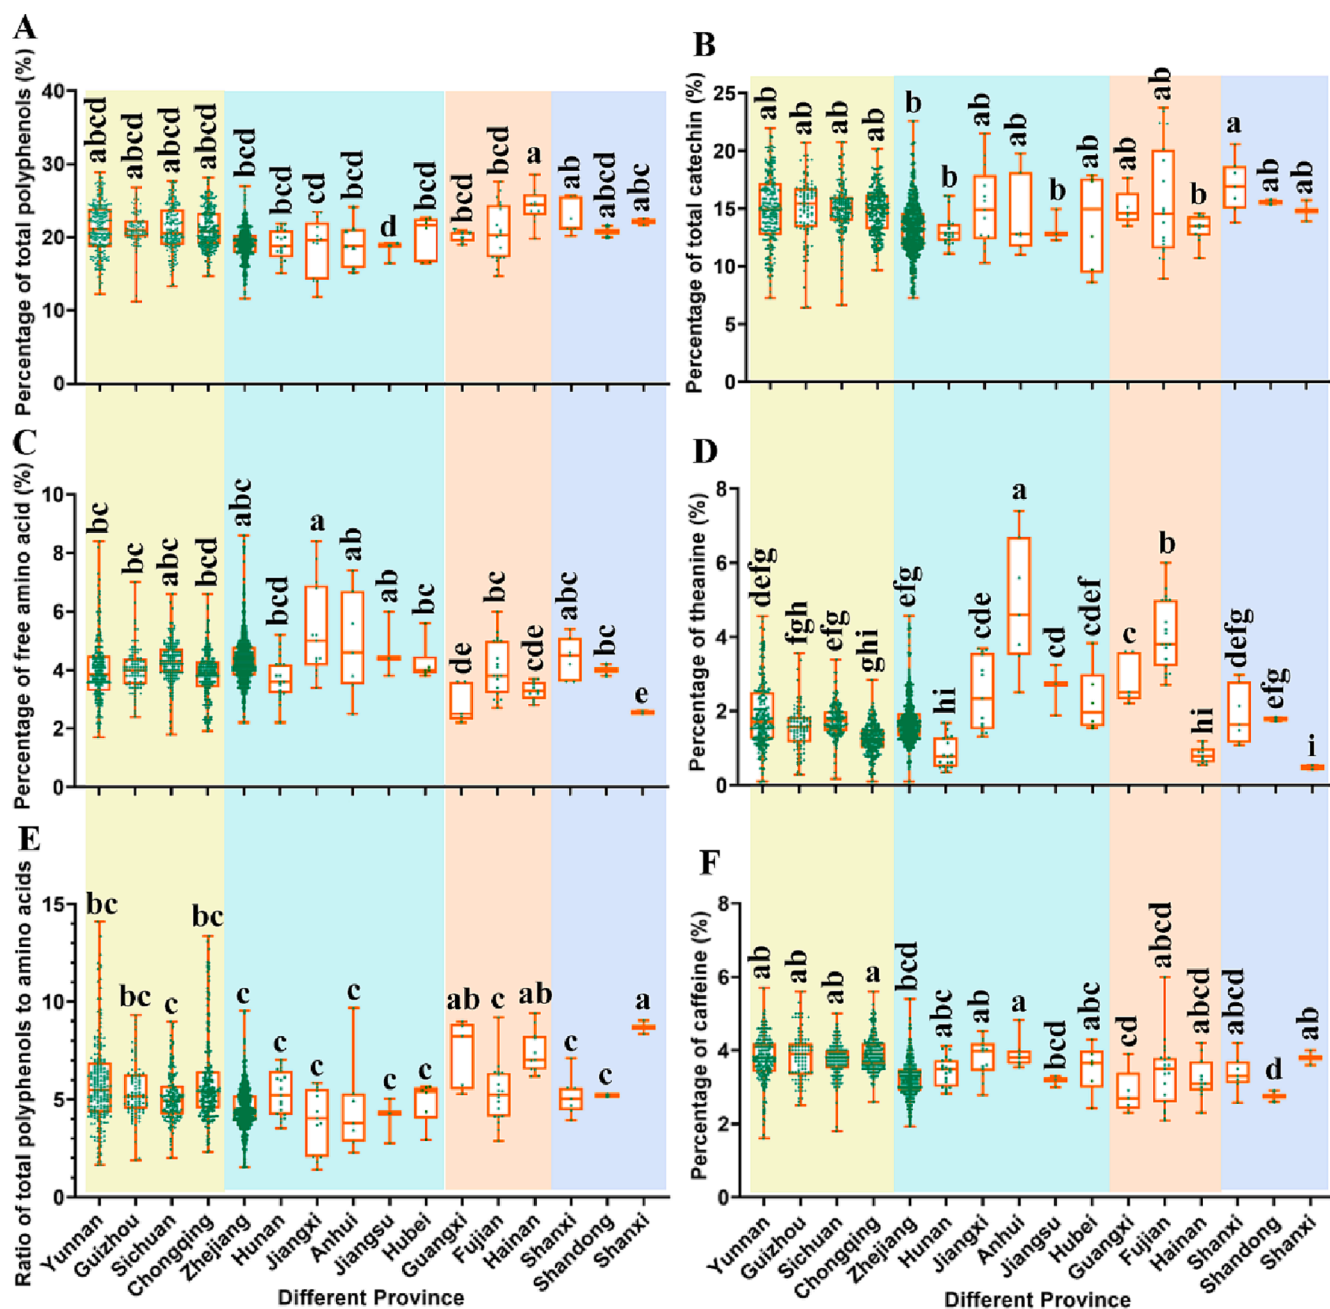 A
Percentage of total polyphenols (%)
40
30
20
10
0
abcd
abcd
abcd
abcd
bcd
bcd
cd
bcd
d
bcd
bcd
bcd
a
ab
abcd
abc
B
Percentage of total catechin (%)
25
20
15
10
5
0
ab
ab
ab
ab
b
b
ab
ab
b
ab
ab
ab
b
a
ab
ab
C
Percentage of free amino acid (%)
10
8
6
4
2
0
bc
bc
abc
bcd
abc
bcd
a
ab
ab
bc
de
bc
cde
abc
bc
e
D
Percentage of theanine (%)
8
6
4
2
0
defg
fgh
efg
ghi
efg
hi
cde
a
cd
cdef
c
b
hi
defg
efg
i
E
Ratio of total polyphenols to amino acids
15
10
5
0
bc
bc
c
bc
c
c
c
c
c
c
ab
c
ab
c
c
a
Yunnan
Guizhou
Sichuan
Chongqing
Zhejiang
Hunan
Jiangxi
Anhui
Jiangsu
Hubei
Guangxi
Fujian
Hainan
Shanxi
Shandong
Shanxi
Different Province
F
Percentage of caffeine (%)
8
6
4
2
0
ab
ab
ab
a
bcd
abc
ab
a
bcd
abc
cd
abcd
abcd
abcd
d
ab
Yunnan
Guizhou
Sichuan
Chongqing
Zhejiang
Hunan
Jiangxi
Anhui
Jiangsu
Hubei
Guangxi
Fujian
Hainan
Shanxi
Shandong
Shanxi
Different Province